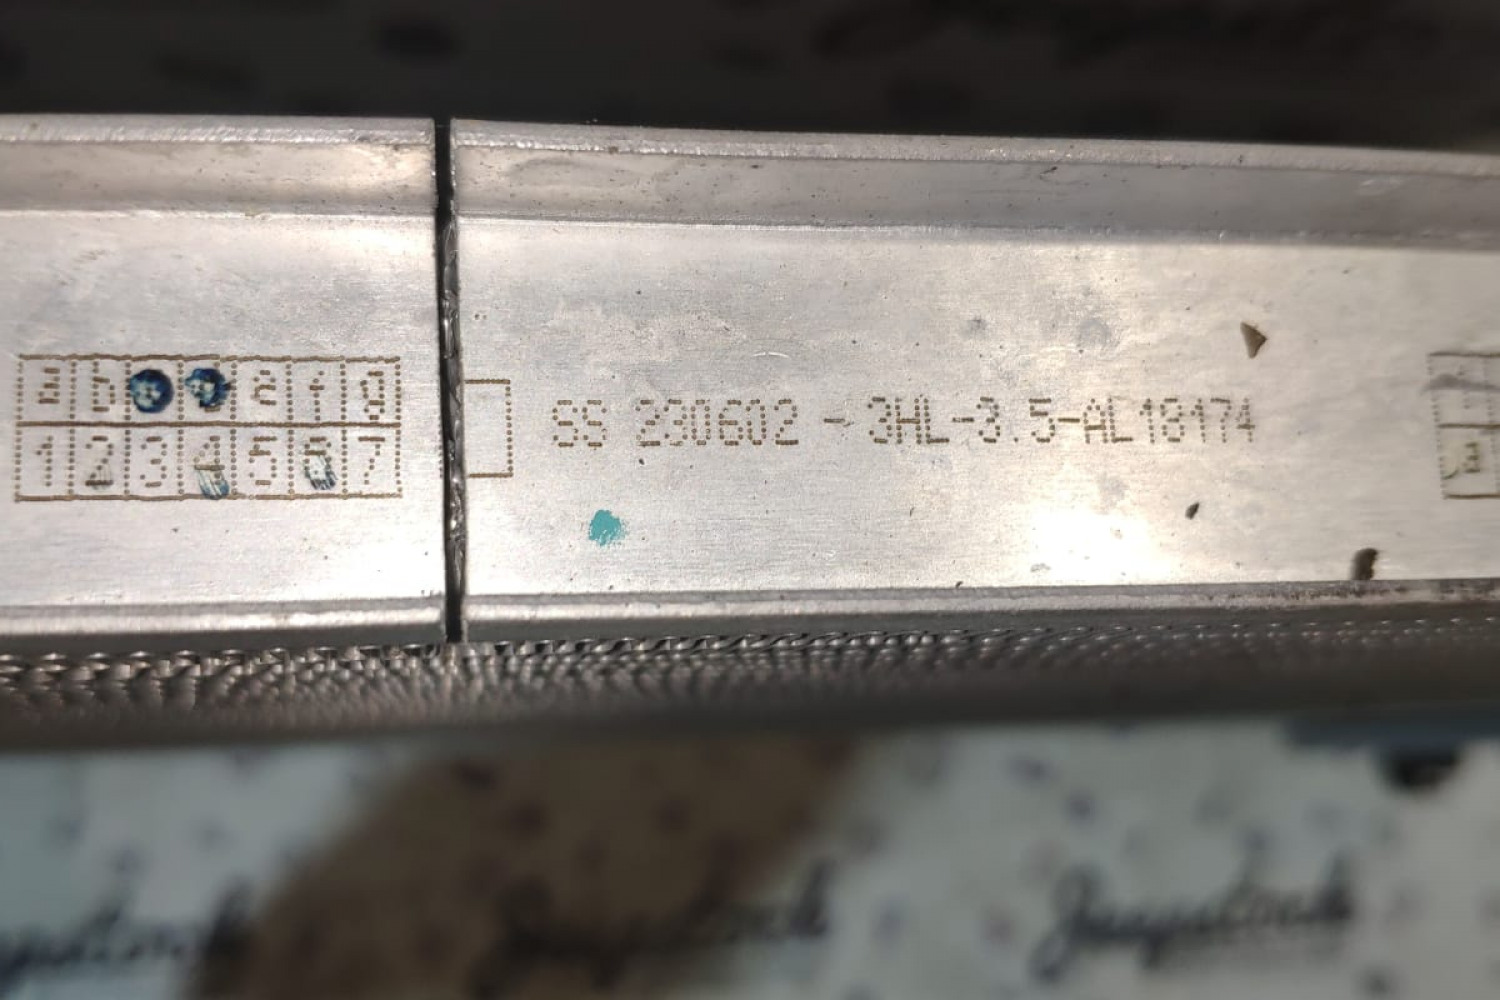 a b e f g
1 2 3 4 5 6 7
SS 230602 - 3HL-3.5-AL18174
a